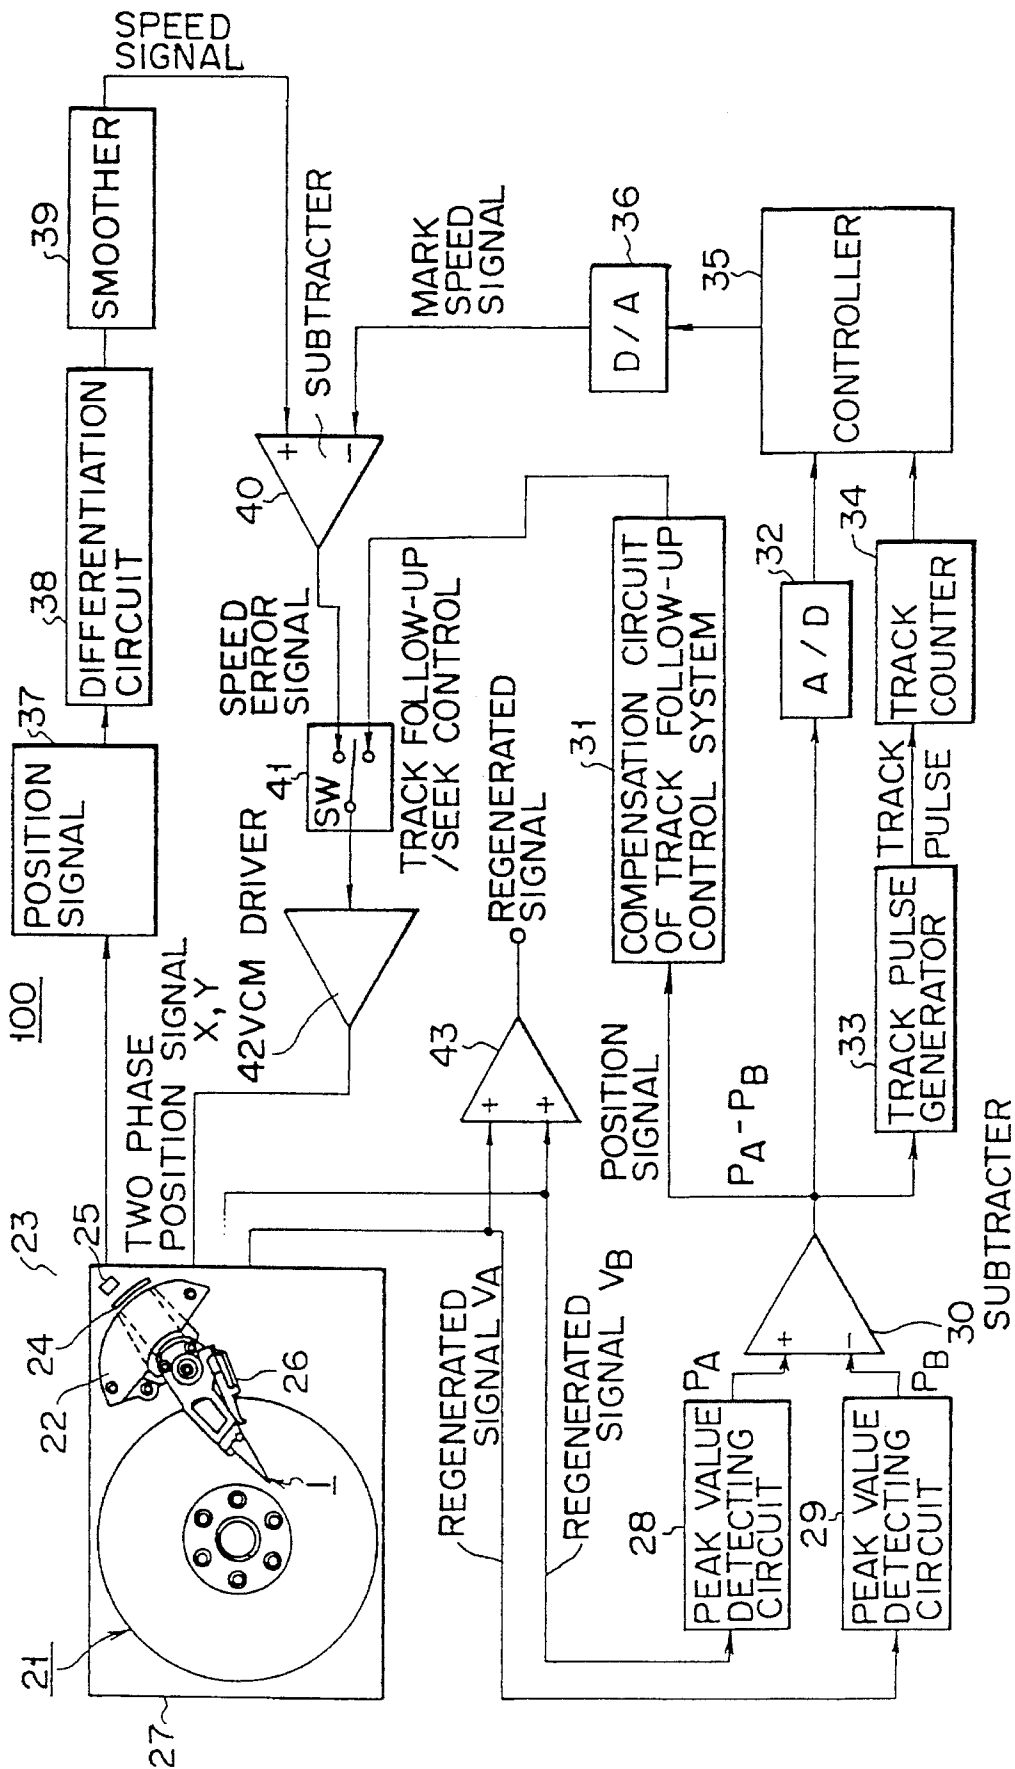 100
23
25
24
22
26
1
21
27
TWO PHASE
POSITION SIGNAL
X, Y
37
POSITION
SIGNAL
38
DIFFERENTIATION
CIRCUIT
39
SMOOTHER
SPEED
SIGNAL
40
+
−
SUBTRACTER
SPEED
ERROR
SIGNAL
41
SW
TRACK FOLLOW-UP
/SEEK CONTROL
42VCM DRIVER
MARK
SPEED
SIGNAL
36
D/A
35
CONTROLLER
43
+
+
REGENERATED
SIGNAL
REGENERATED
SIGNAL VA
REGENERATED
SIGNAL VB
31
COMPENSATION CIRCUIT
OF TRACK FOLLOW-UP
CONTROL SYSTEM
POSITION
SIGNAL
PA-PB
28
PEAK VALUE
DETECTING
CIRCUIT
PA
29
PEAK VALUE
DETECTING
CIRCUIT
PB
+
−
30
SUBTRACTER
32
A/D
33
TRACK PULSE
GENERATOR
TRACK
PULSE
34
TRACK
COUNTER